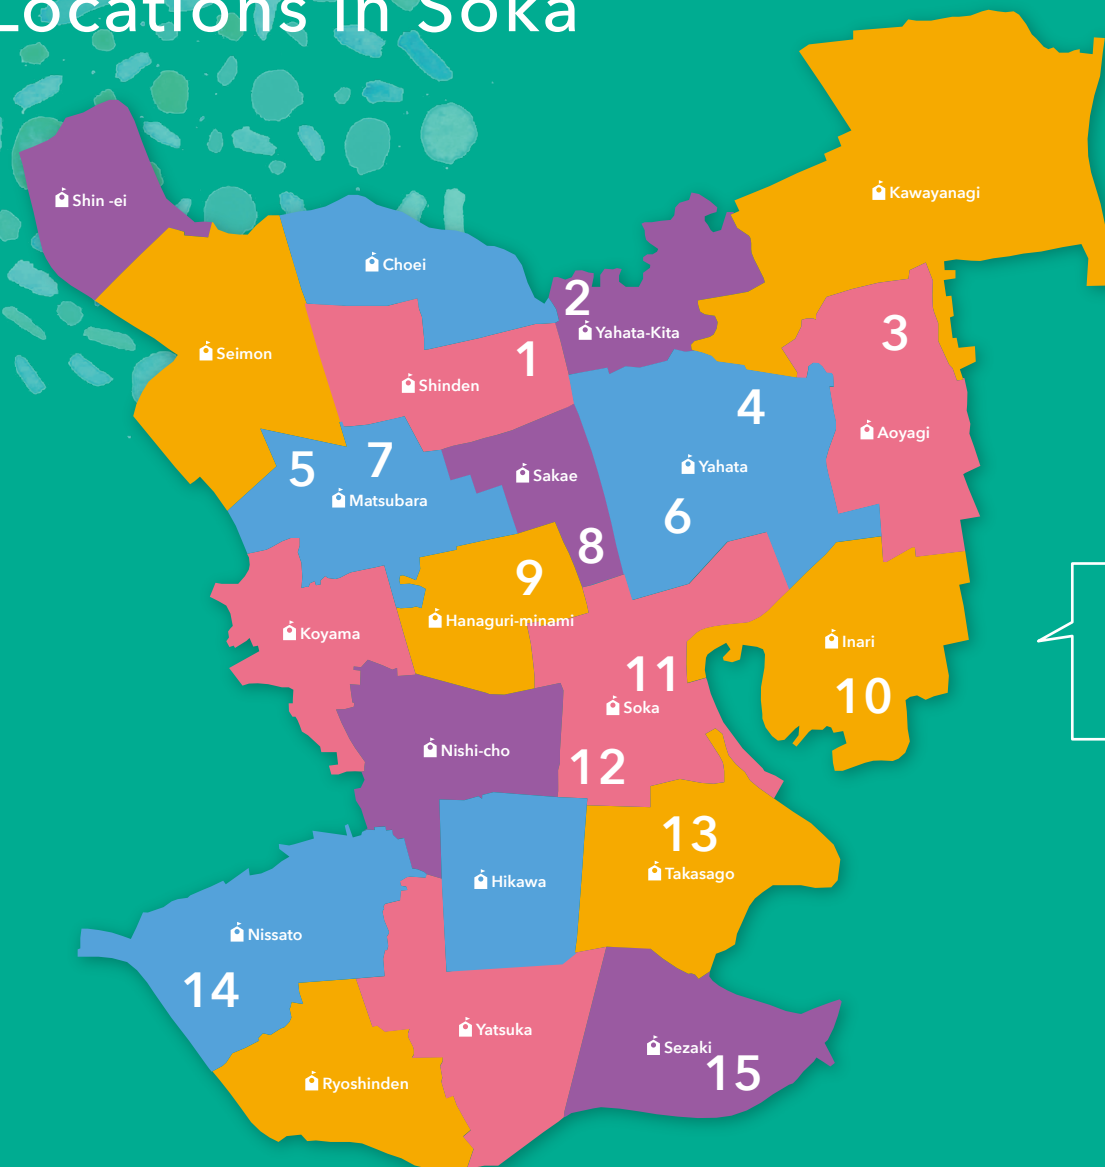 Locations in Soka
Kawayanagi
Shin -ei
Choei
2
Yahata-Kita
3
Seimon
1
Shinden
4
Aoyagi
5
7
Matsubara
Sakae
Yahata
6
8
9
Hanaguri-minami
Koyama
Inari
11
10
Soka
Nishi-cho
12
13
Takasago
Hikawa
Nissato
14
Yatsuka
Sezaki
15
Ryoshinden